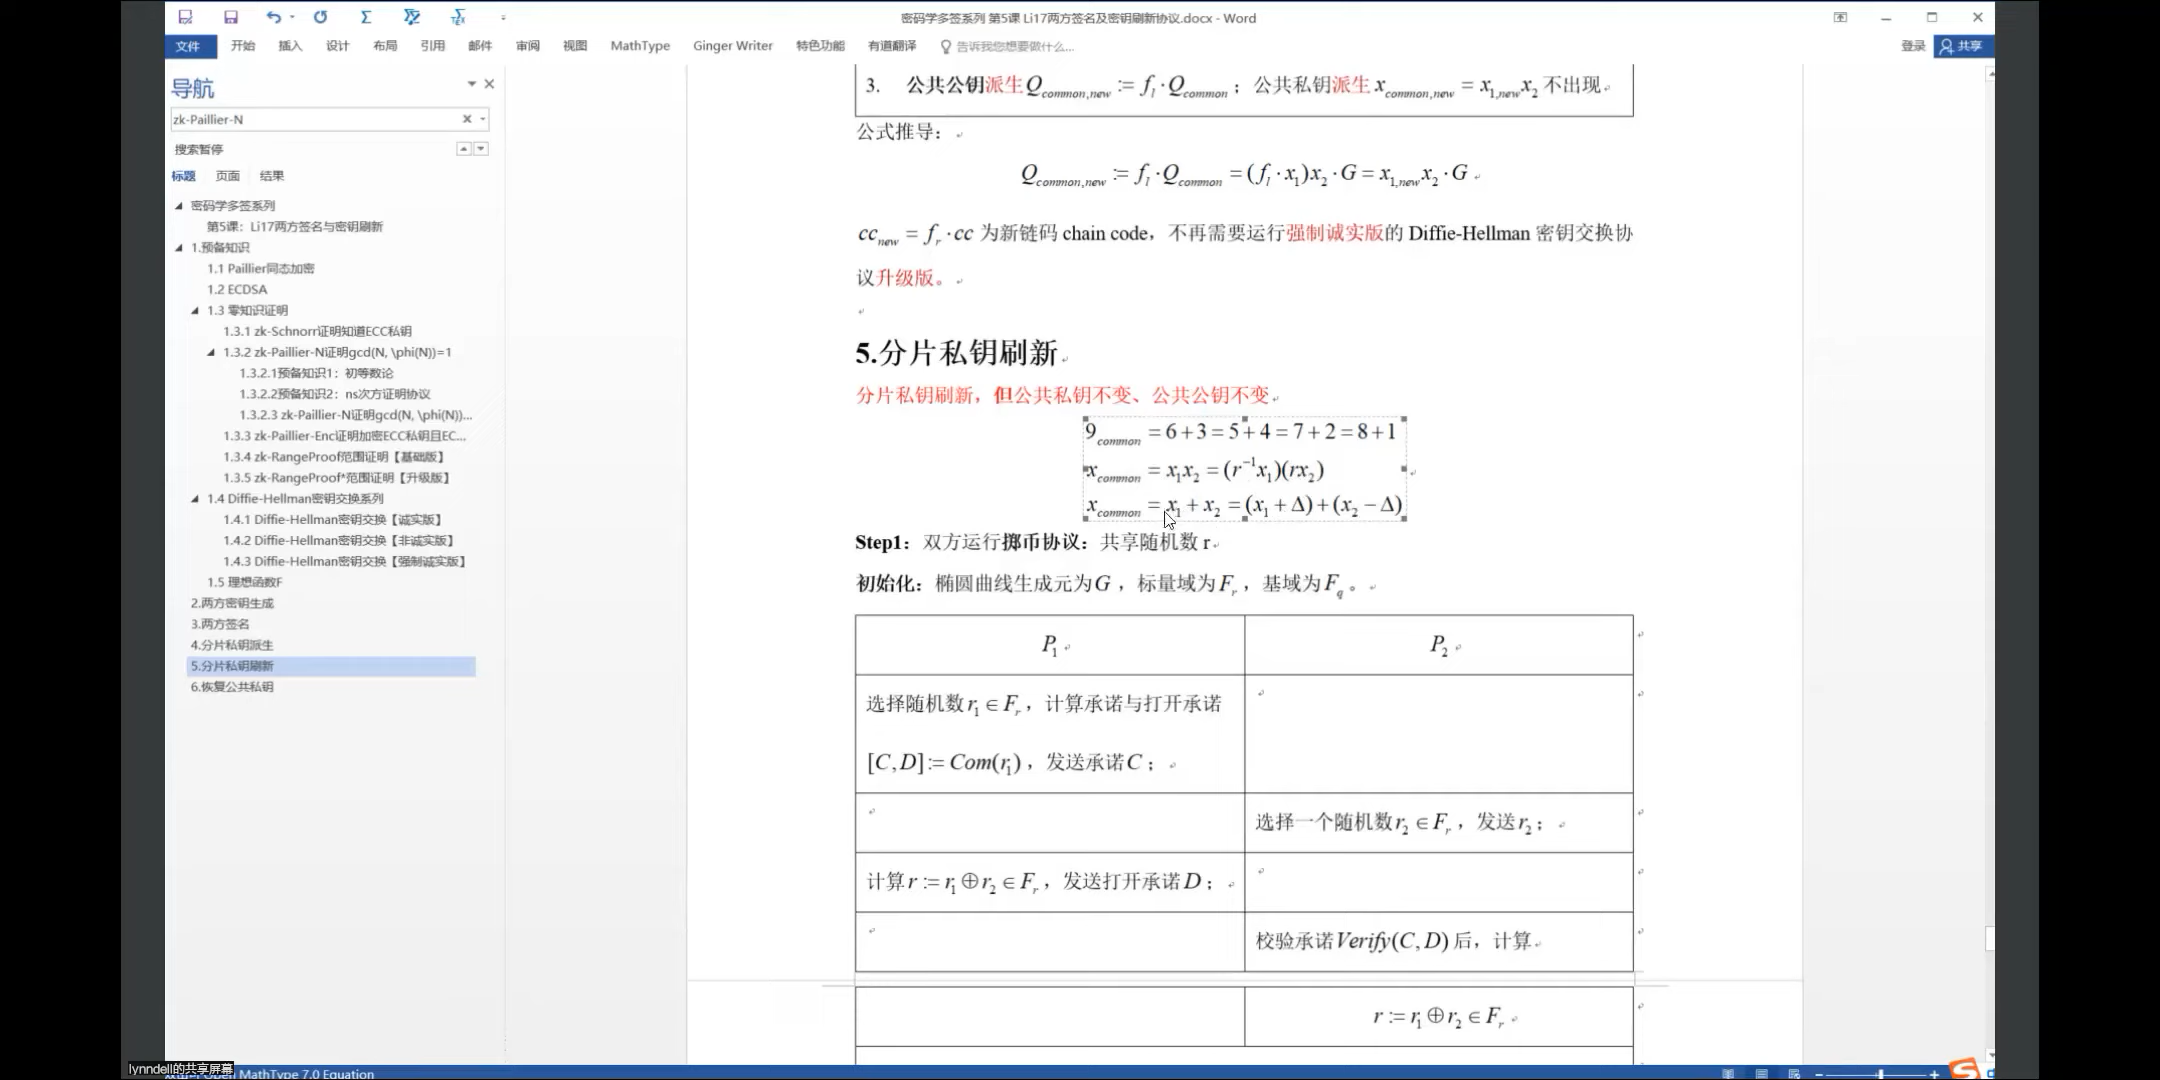 密码学多签系列 第5课 Li17两方签名及密钥刷新协议.docx - Word
文件 开始 插入 设计 布局 引用 邮件 审阅 视图 MathType Ginger Writer 特色功能 有道翻译 告诉我您想要做什么... 登录 共享
导航
zk-Paillier-N
搜索暂停
标题 页面 结果
密码学多签系列
第5课：Li17两方签名与密钥刷新
1.预备知识
1.1 Paillier同态加密
1.2 ECDSA
1.3 零知识证明
1.3.1 zk-Schnorr证明知道ECC私钥
1.3.2 zk-Paillier-N证明gcd(N, \phi(N))=1
1.3.2.1预备知识1：初等数论
1.3.2.2预备知识2：ns次方证明协议
1.3.2.3 zk-Paillier-N证明gcd(N, \phi(N))...
1.3.3 zk-Paillier-Enc证明加密ECC私钥且EC...
1.3.4 zk-RangeProof范围证明【基础版】
1.3.5 zk-RangeProof*范围证明【升级版】
1.4 Diffie-Hellman密钥交换系列
1.4.1 Diffie-Hellman密钥交换【诚实版】
1.4.2 Diffie-Hellman密钥交换【非诚实版】
1.4.3 Diffie-Hellman密钥交换【强制诚实版】
1.5 理想函数F
2.两方密钥生成
3.两方签名
4.分片私钥派生
5.分片私钥刷新
6.恢复公共私钥
3. 公共公钥派生 Q_{common,new} := f_l · Q_{common}；公共私钥派生 x_{common,new} = x_{1,new}x_2 不出现
公式推导：
Q_{common,new} := f_l · Q_{common} = (f_l · x_1)x_2 · G = x_{1,new}x_2 · G
cc_{new} = f_r · cc 为新链码 chain code，不再需要运行强制诚实版的 Diffie-Hellman 密钥交换协
议升级版。
5.分片私钥刷新
分片私钥刷新，但公共私钥不变、公共公钥不变
9_{common} = 6+3 = 5+4 = 7+2 = 8+1
x_{common} = x_1x_2 = (r^{-1}x_1)(rx_2)
x_{common} = x_1 + x_2 = (x_1 + Δ) + (x_2 − Δ)
Step1：双方运行掷币协议：共享随机数 r
初始化：椭圆曲线生成元为G，标量域为F_r，基域为F_q。
P_1 P_2
选择随机数r_1 ∈ F_r，计算承诺与打开承诺
[C,D] := Com(r_1)，发送承诺C；
选择一个随机数r_2 ∈ F_r，发送r_2；
计算r := r_1 ⊕ r_2 ∈ F_r，发送打开承诺D；
校验承诺Verify(C,D)后，计算
r := r_1 ⊕ r_2 ∈ F_r
lynndell的共享屏幕
MathType 7.0 Equation